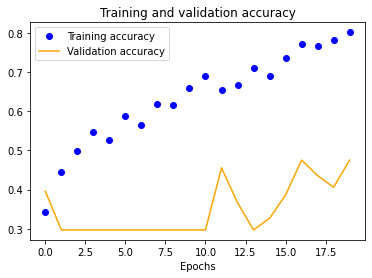 Training and validation accuracy
Training accuracy
Validation accuracy
0.8
0.7
0.6
0.5
0.4
0.3
0.0 2.5 5.0 7.5 10.0 12.5 15.0 17.5
Epochs